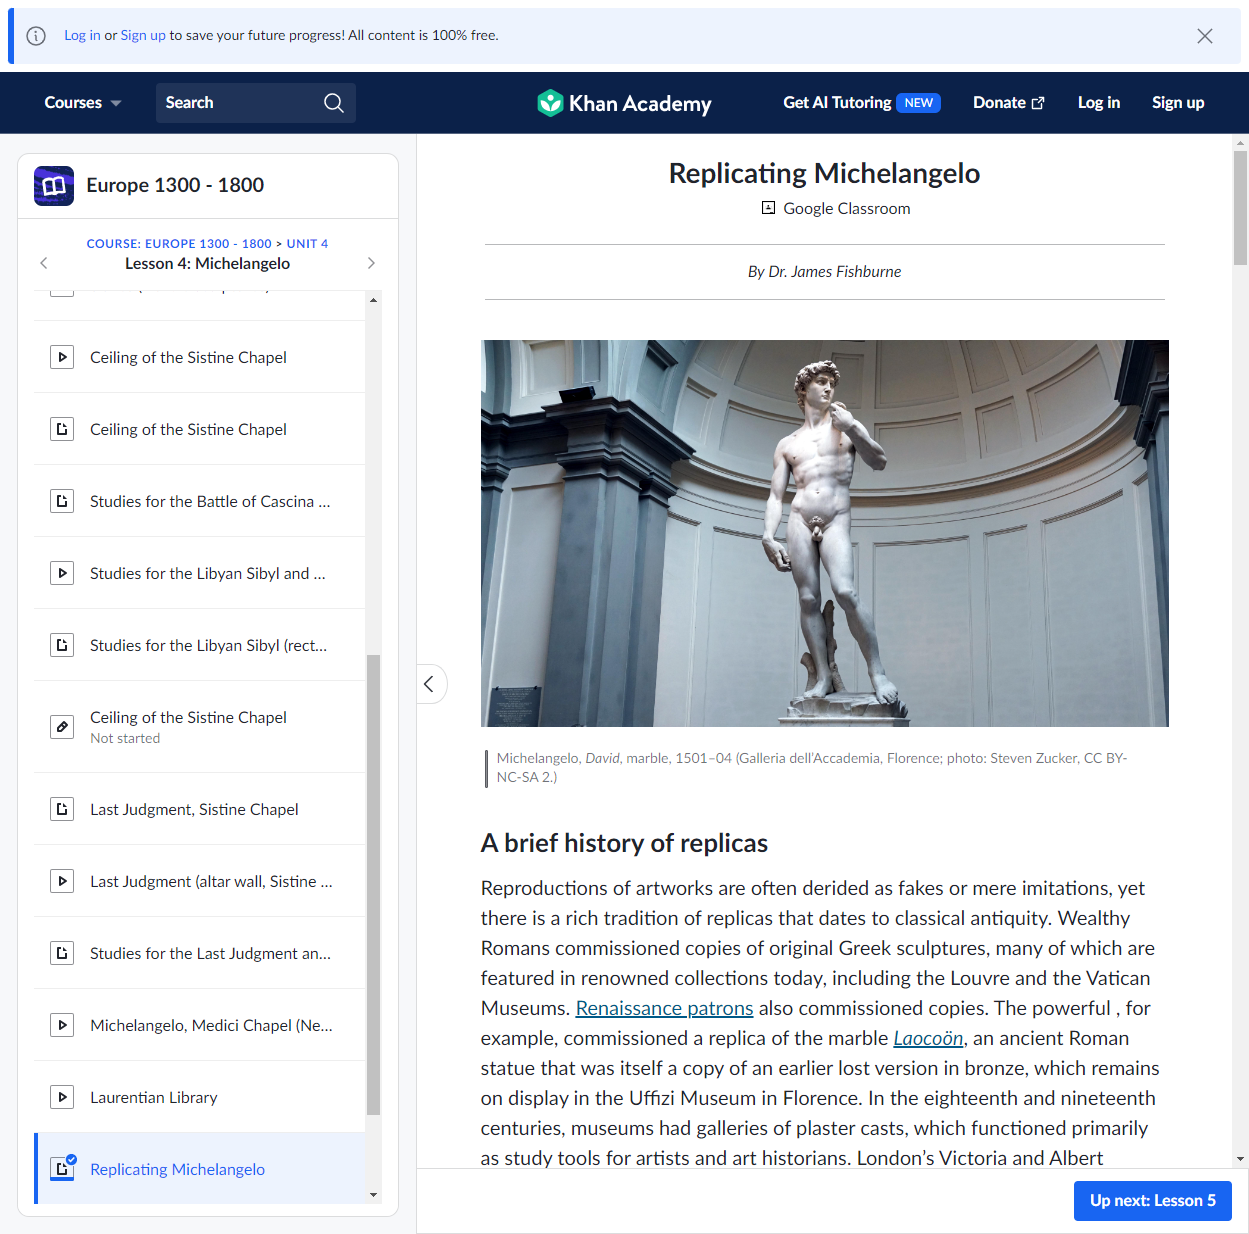 Log in or Sign up to save your future progress! All content is 100% free.
Courses
Search
Khan Academy
Get AI Tutoring NEW
Donate
Log in
Sign up
Europe 1300 - 1800
COURSE: EUROPE 1300 - 1800 > UNIT 4
Lesson 4: Michelangelo
Ceiling of the Sistine Chapel
Ceiling of the Sistine Chapel
Studies for the Battle of Cascina ...
Studies for the Libyan Sibyl and ...
Studies for the Libyan Sibyl (rect...
Ceiling of the Sistine Chapel
Not started
Last Judgment, Sistine Chapel
Last Judgment (altar wall, Sistine ...
Studies for the Last Judgment an...
Michelangelo, Medici Chapel (Ne...
Laurentian Library
Replicating Michelangelo
Replicating Michelangelo
Google Classroom
By Dr. James Fishburne
Michelangelo, David, marble, 1501–04 (Galleria dell'Accademia, Florence; photo: Steven Zucker, CC BY-
NC-SA 2.)
A brief history of replicas
Reproductions of artworks are often derided as fakes or mere imitations, yet
there is a rich tradition of replicas that dates to classical antiquity. Wealthy
Romans commissioned copies of original Greek sculptures, many of which are
featured in renowned collections today, including the Louvre and the Vatican
Museums. Renaissance patrons also commissioned copies. The powerful , for
example, commissioned a replica of the marble Laocoön, an ancient Roman
statue that was itself a copy of an earlier lost version in bronze, which remains
on display in the Uffizi Museum in Florence. In the eighteenth and nineteenth
centuries, museums had galleries of plaster casts, which functioned primarily
as study tools for artists and art historians. London's Victoria and Albert
Up next: Lesson 5